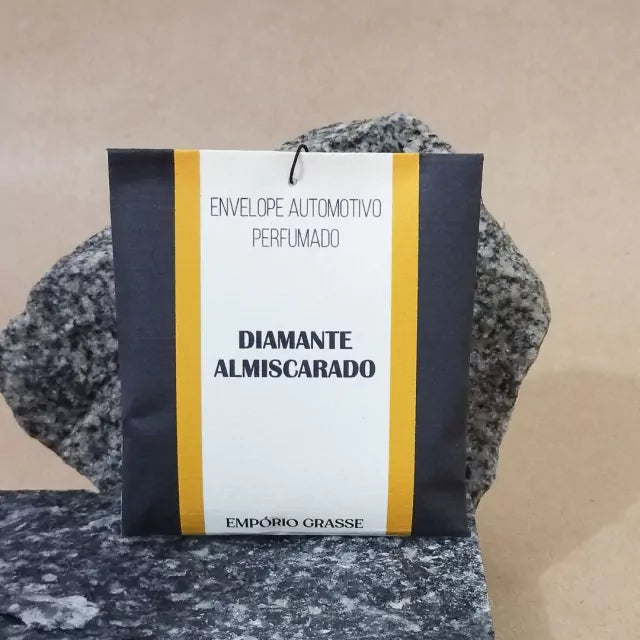 ENVELOPE AUTOMOTIVO
PERFUMADO
DIAMANTE
ALMISCARADO
EMPÓRIO GRASSE